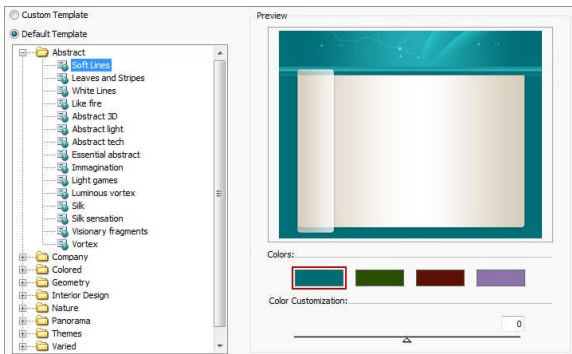 Custom Template
Default Template
Abstract
Soft Lines
Leaves and Stripes
White Lines
Like fire
Abstract 3D
Abstract light
Abstract tech
Essential abstract
Immagination
Light games
Luminous vortex
Silk
Silk sensation
Visionary fragments
Vortex
Company
Colored
Geometry
Interior Design
Nature
Panorama
Themes
Varied
Preview
Colors:
Color Customization:
0